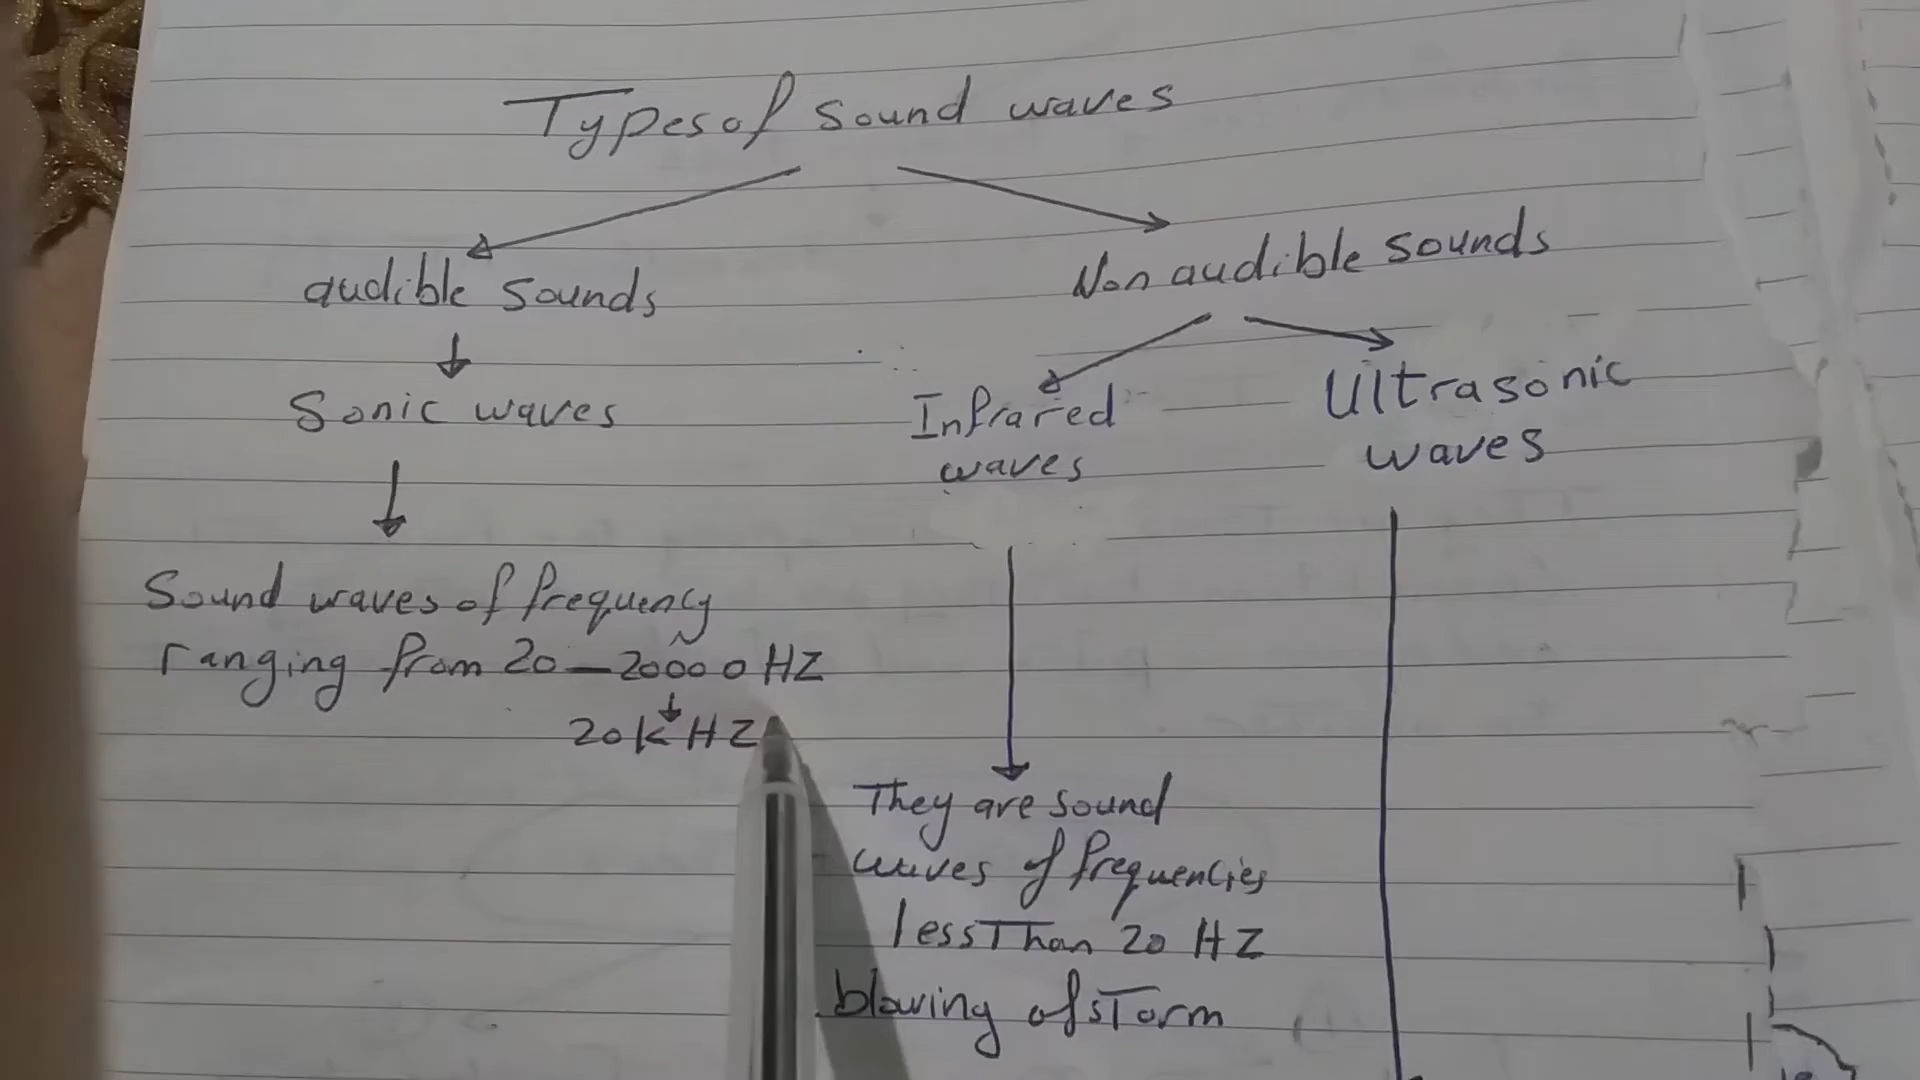 Types of sound waves
audible sounds
Non audible sounds
Sonic waves
Infrared
waves
Ultrasonic
waves
Sound waves of frequency
ranging from 20 – 20000 HZ
20 K HZ
They are sound
waves of frequencies
less Than 20 HZ
blowing of sTorm